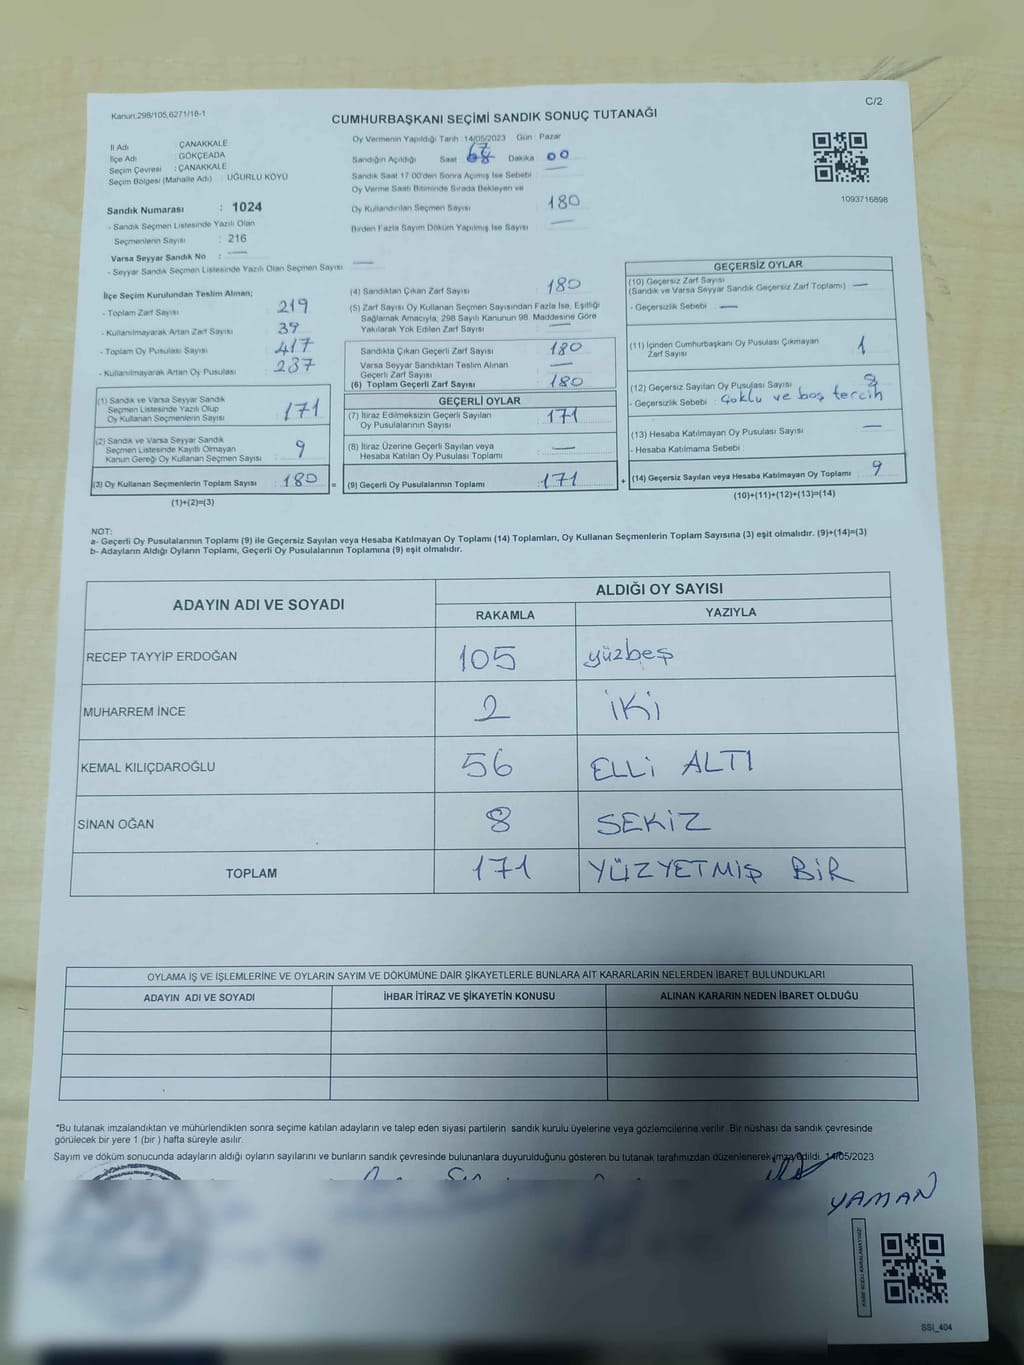 Kanun;298/105,6271/18-1
C/2
CUMHURBAŞKANI SEÇİMİ SANDIK SONUÇ TUTANAĞI
İl Adı : ÇANAKKALE
İlçe Adı : GÖKÇEADA
Seçim Çevresi : ÇANAKKALE
Seçim Bölgesi (Mahalle Adı) : UĞURLU KÖYÜ
Sandık Numarası : 1024
- Sandık Seçmen Listesinde Yazılı Olan
Seçmenlerin Sayısı : 216
Varsa Seyyar Sandık No : —
- Seyyar Sandık Seçmen Listesinde Yazılı Olan Seçmen Sayısı —
Oy Vermenin Yapıldığı Tarih 14/05/2023 Gün Pazar
Sandığın Açıldığı Saat Dakika 00
Sandık Saat 17:00'den Sonra Açımış İse Sebebi —
Oy Verme Saati Bitiminde Sırada Bekleyen ve
Oy Kullandırılan Seçmen Sayısı 180
Birden Fazla Sayım Döküm Yapılmış İse Sayısı —
1093716898
İlçe Seçim Kurulundan Teslim Alınan;
- Toplam Zarf Sayısı 219
- Kullanılmayarak Artan Zarf Sayısı 39
- Toplam Oy Pusulası Sayısı 417
- Kullanılmayarak Artan Oy Pusulası 237
(1) Sandık ve Varsa Seyyar Sandık
Seçmen Listesinde Yazılı Olup
Oy Kullanan Seçmenlerin Sayısı 171
(2) Sandık ve Varsa Seyyar Sandık
Seçmen Listesinde Kayıtlı Olmayan
Kanun Gereği Oy Kullanan Seçmen Sayısı 9
(3) Oy Kullanan Seçmenlerin Toplam Sayısı 180 =
(1)+(2)=(3)
(4) Sandıktan Çıkan Zarf Sayısı 180
(5) Zarf Sayısı Oy Kullanan Seçmen Sayısından Fazla İse, Eşitliği
Sağlamak Amacıyla, 298 Sayılı Kanunun 98. Maddesine Göre
Yakılarak Yok Edilen Zarf Sayısı —
Sandıkta Çıkan Geçerli Zarf Sayısı 180
Varsa Seyyar Sandıktan Teslim Alınan
Geçerli Zarf Sayısı —
(6) Toplam Geçerli Zarf Sayısı 180
GEÇERLİ OYLAR
(7) İtiraz Edilmeksizin Geçerli Sayılan
Oy Pusulalarının Sayısı 171
(8) İtiraz Üzerine Geçerli Sayılan veya
Hesaba Katılan Oy Pusulası Toplamı —
(9) Geçerli Oy Pusulalarının Toplamı : 171 +
GEÇERSİZ OYLAR
(10) Geçersiz Zarf Sayısı
(Sandık ve Varsa Seyyar Sandık Geçersiz Zarf Toplamı) —
- Geçersizlik Sebebi —
(11) İçinden Cumhurbaşkanı Oy Pusulası Çıkmayan
Zarf Sayısı 1
(12) Geçersiz Sayılan Oy Pusulası Sayısı 8
- Geçersizlik Sebebi Çoklu ve boş tercih
(13) Hesaba Katılmayan Oy Pusulası Sayısı —
- Hesaba Katılmama Sebebi
(14) Geçersiz Sayılan veya Hesaba Katılmayan Oy Toplamı 9
(10)+(11)+(12)+(13)=(14)
NOT:
a- Geçerli Oy Pusulalarının Toplamı (9) ile Geçersiz Sayılan veya Hesaba Katılmayan Oy Toplamı (14) Toplamları, Oy Kullanan Seçmenlerin Toplam Sayısına (3) eşit olmalıdır. (9)+(14)=(3)
b- Adayların Aldığı Oyların Toplamı, Geçerli Oy Pusulalarının Toplamına (9) eşit olmalıdır.
ADAYIN ADI VE SOYADI
ALDIĞI OY SAYISI
RAKAMLA YAZIYLA
RECEP TAYYİP ERDOĞAN 105 yüzbeş
MUHARREM İNCE 2 İKİ
KEMAL KILIÇDAROĞLU 56 ELLİ ALTI
SİNAN OĞAN 8 SEKİZ
TOPLAM 171 YÜZYETMİŞ BİR
OYLAMA İŞ VE İŞLEMLERİNE VE OYLARIN SAYIM VE DÖKÜMÜNE DAİR ŞİKAYETLERLE BUNLARA AİT KARARLARIN NELERDEN İBARET BULUNDUKLARI
ADAYIN ADI VE SOYADI İHBAR İTİRAZ VE ŞİKAYETİN KONUSU ALINAN KARARIN NEDEN İBARET OLDUĞU
*Bu tutanak imzalandıktan ve mühürlendikten sonra seçime katılan adayların ve talep eden siyasi partilerin sandık kurulu üyelerine veya gözlemcilerine verilir. Bir nüshası da sandık çevresinde
görülecek bir yere 1 (bir ) hafta süreyle asılır.
Sayım ve döküm sonucunda adayların aldığı oyların sayılarını ve bunların sandık çevresinde bulunanlara duyurulduğunu gösteren bu tutanak tarafımızdan düzenlenerek imza edildi. 14/05/2023
YAMAN
KARE KODU KARALAMAYINIZ!
SSI_404